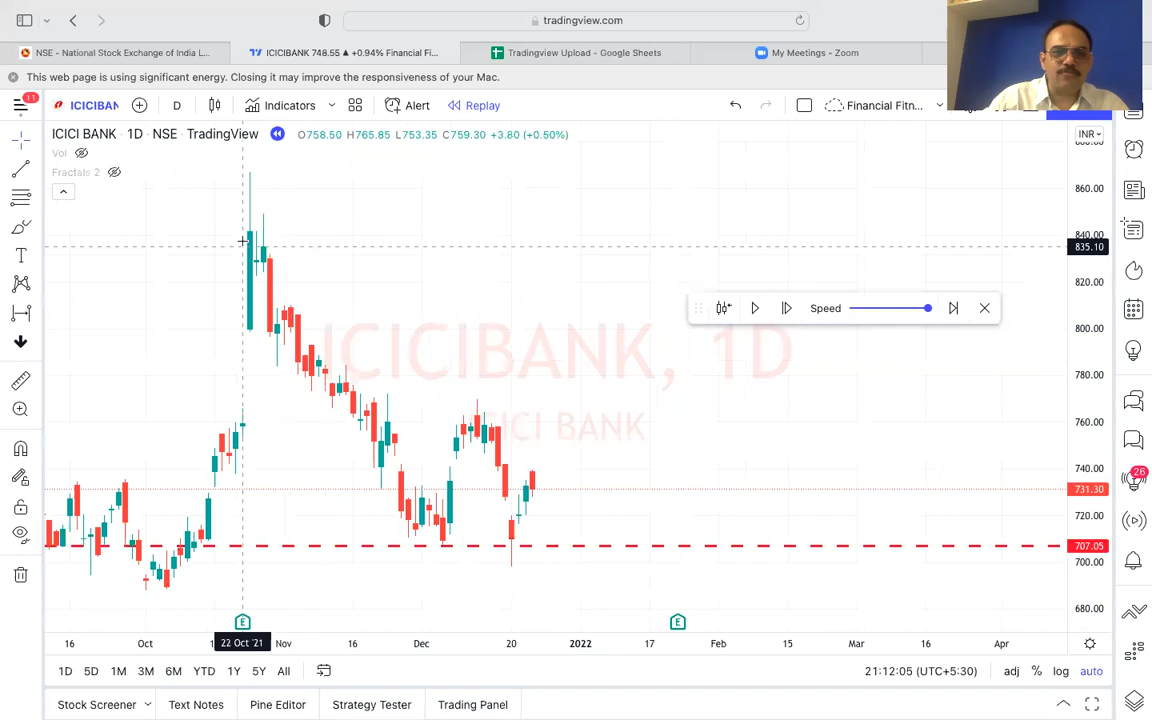 tradingview.com
NSE - National Stock Exchange of India L...
ICICIBANK 748.55 ▲ +0.94% Financial Fi...
Tradingview Upload - Google Sheets
My Meetings - Zoom
This web page is using significant energy. Closing it may improve the responsiveness of your Mac.
11
ICICIBAN
D
Indicators
Alert
Replay
Financial Fitn...
ICICI BANK · 1D · NSE · TradingView
O758.50 H765.85 L753.35 C759.30 +3.80 (+0.50%)
INR
Vol
Fractals 2
860.00
840.00
835.10
820.00
Speed
800.00
ICICIBANK, 1D
ICICI BANK
780.00
760.00
740.00
26
731.30
720.00
707.05
700.00
680.00
E
E
16
Oct
22 Oct '21
Nov
16
Dec
20
2022
17
Feb
15
Mar
16
Apr
1D
5D
1M
3M
6M
YTD
1Y
5Y
All
21:12:05 (UTC+5:30)
adj
%
log
auto
Stock Screener
Text Notes
Pine Editor
Strategy Tester
Trading Panel